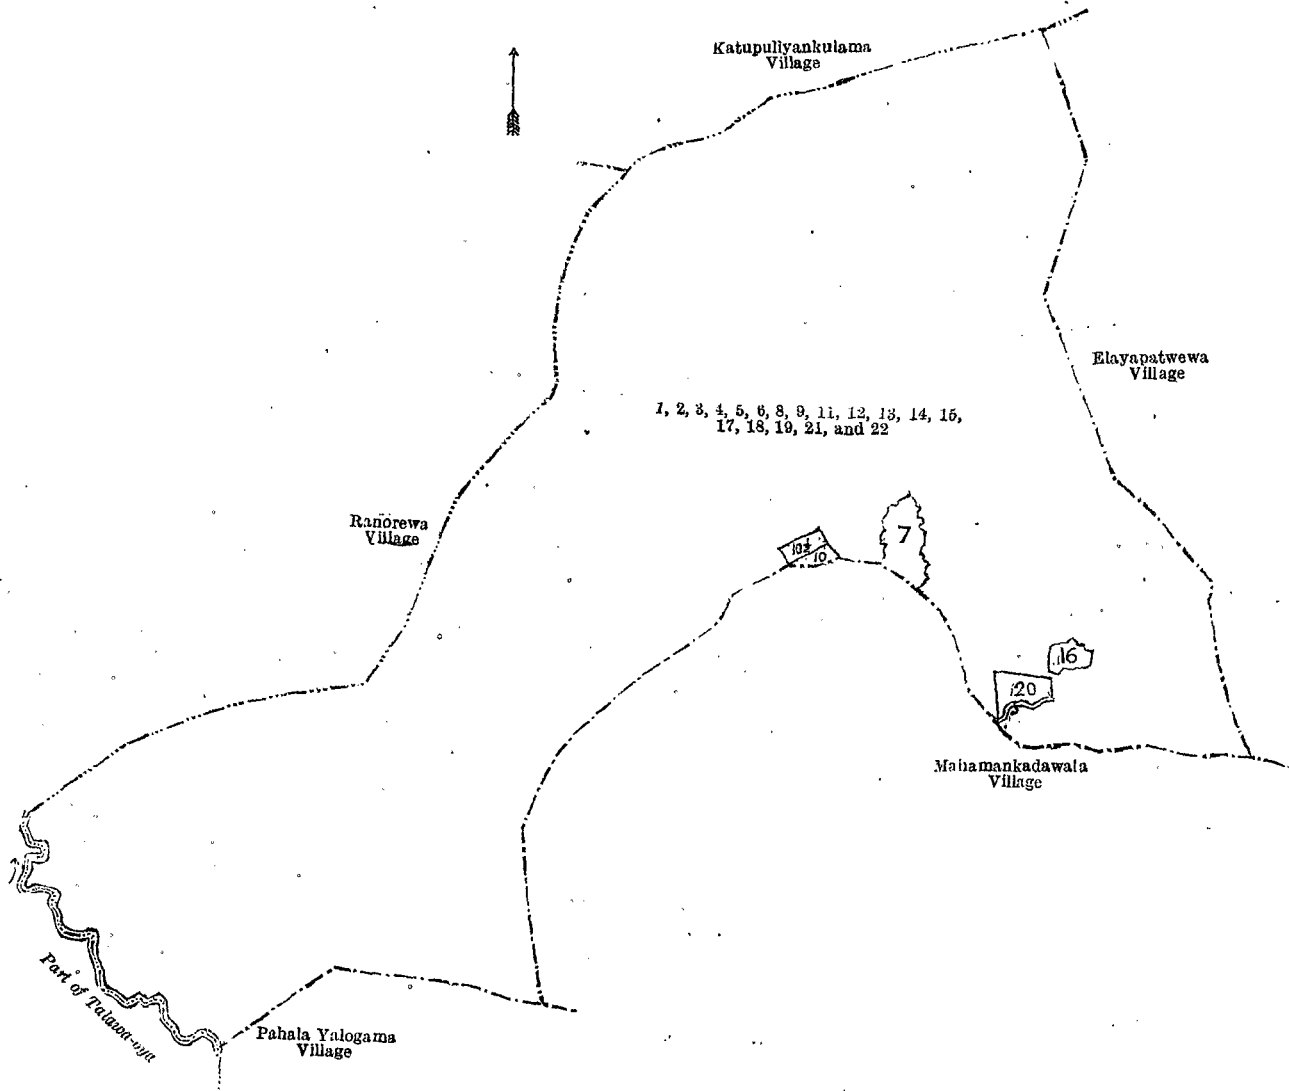 Katupuliyankulama
Village
Elayapatwewa
Village
1, 2, 3, 4, 5, 6, 8, 9, 11, 12, 13, 14, 15,
17, 18, 19, 21, and 22
Ranorewa
Village
7
10½
10
16
20
Mahamankadawala
Village
Part of Talawa-oya
Pahala Yalogama
Village